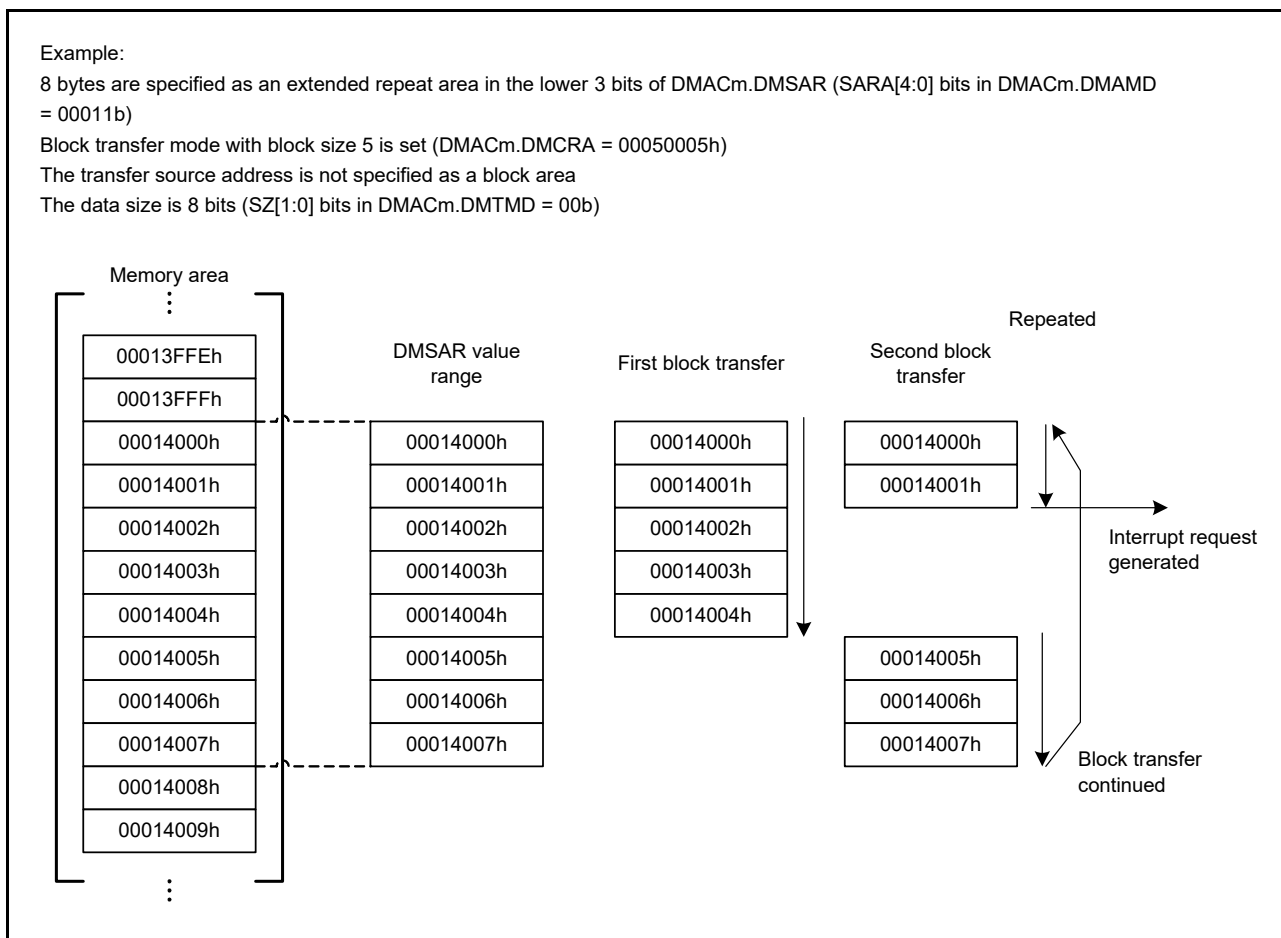 Example:
8 bytes are specified as an extended repeat area in the lower 3 bits of DMACm.DMSAR (SARA[4:0] bits in DMACm.DMAMD
= 00011b)
Block transfer mode with block size 5 is set (DMACm.DMCRA = 00050005h)
The transfer source address is not specified as a block area
The data size is 8 bits (SZ[1:0] bits in DMACm.DMTMD = 00b)
Memory area
00013FFEh
00013FFFh
00014000h
00014001h
00014002h
00014003h
00014004h
00014005h
00014006h
00014007h
00014008h
00014009h
DMSAR value
range
00014000h
00014001h
00014002h
00014003h
00014004h
00014005h
00014006h
00014007h
First block transfer
00014000h
00014001h
00014002h
00014003h
00014004h
Second block
transfer
00014000h
00014001h
00014005h
00014006h
00014007h
Repeated
Interrupt request
generated
Block transfer
continued